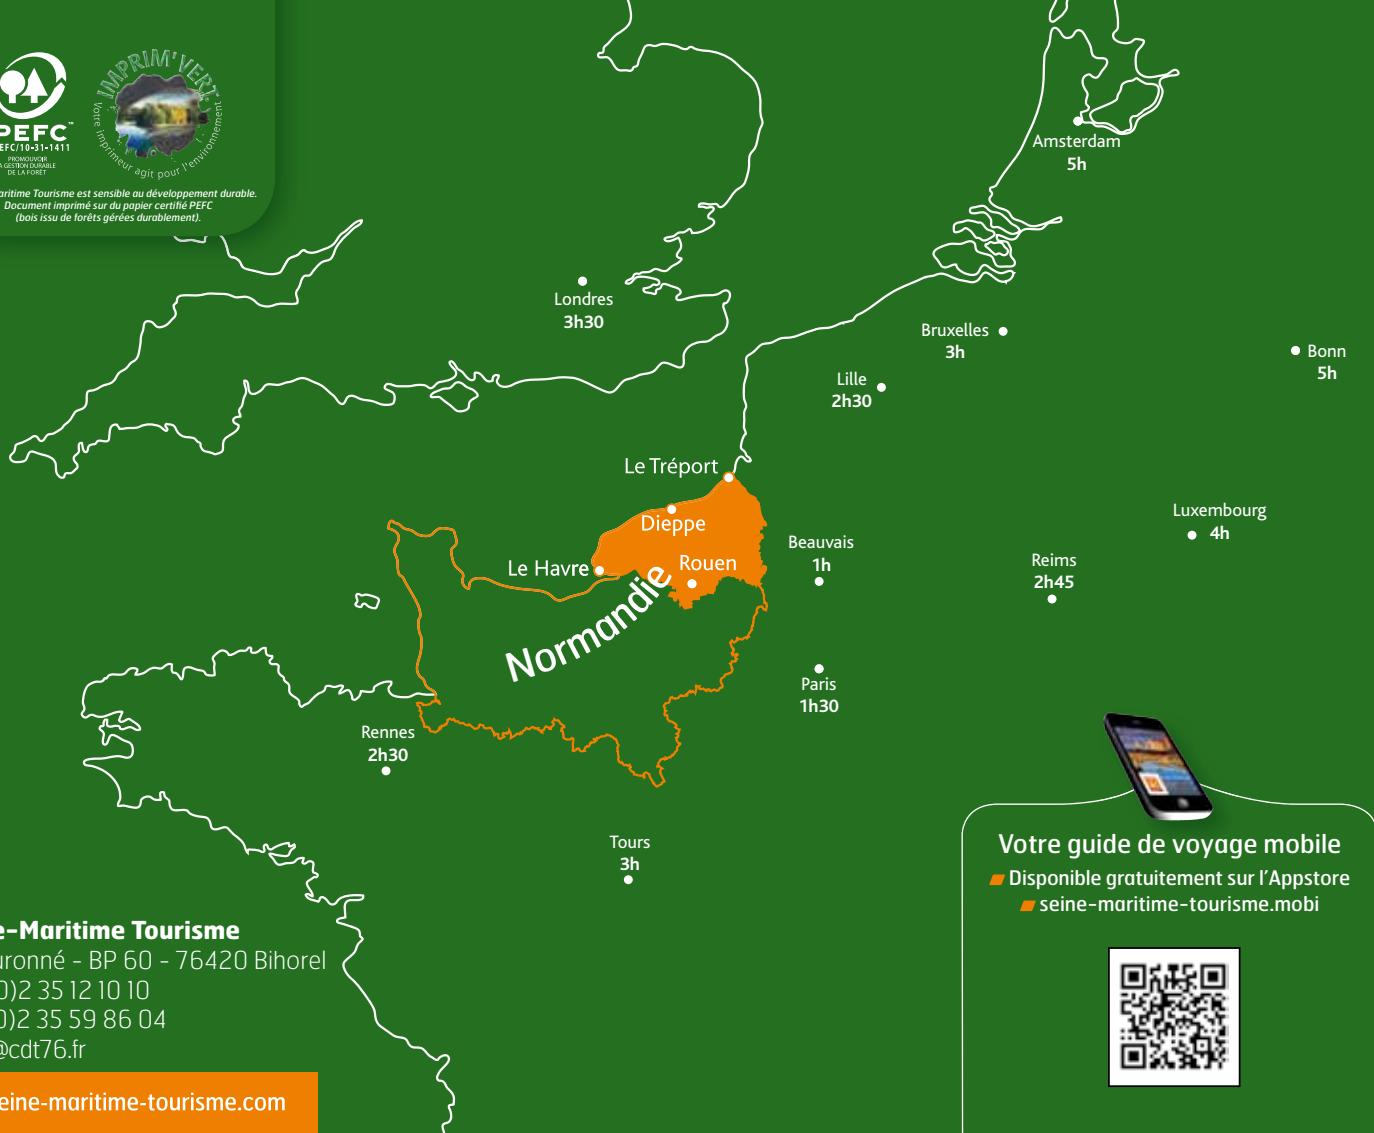 IMPRIM'VERT®
Votre imprimeur agit pour l'environnement
PEFC™
EFC/10-31-1411
PROMOUVOIR
LA GESTION DURABLE
DE LA FORÊT
aritime Tourisme est sensible au développement durable.
Document imprimé sur du papier certifié PEFC
(bois issu de forêts gérées durablement).
Amsterdam
5h
Londres
3h30
Bruxelles
3h
Bonn
5h
Lille
2h30
Le Tréport
Dieppe
Luxembourg
4h
Beauvais
1h
Reims
2h45
Le Havre
Rouen
Normandie
Paris
1h30
Rennes
2h30
Tours
3h
Votre guide de voyage mobile
Disponible gratuitement sur l'Appstore
seine-maritime-tourisme.mobi
e-Maritime Tourisme
uronné - BP 60 - 76420 Bihorel
0)2 35 12 10 10
0)2 35 59 86 04
@cdt76.fr
eine-maritime-tourisme.com